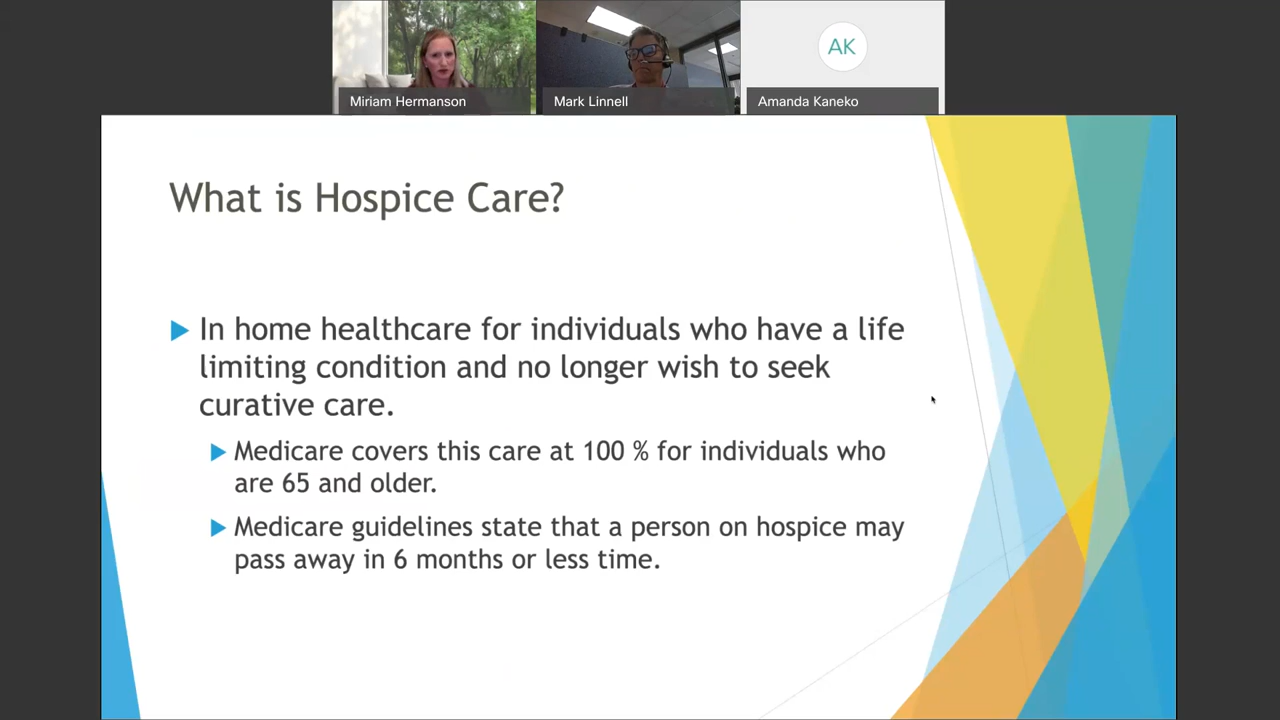 Miriam Hermanson
Mark Linnell
AK
Amanda Kaneko
What is Hospice Care?
In home healthcare for individuals who have a life
limiting condition and no longer wish to seek
curative care.
Medicare covers this care at 100 % for individuals who
are 65 and older.
Medicare guidelines state that a person on hospice may
pass away in 6 months or less time.